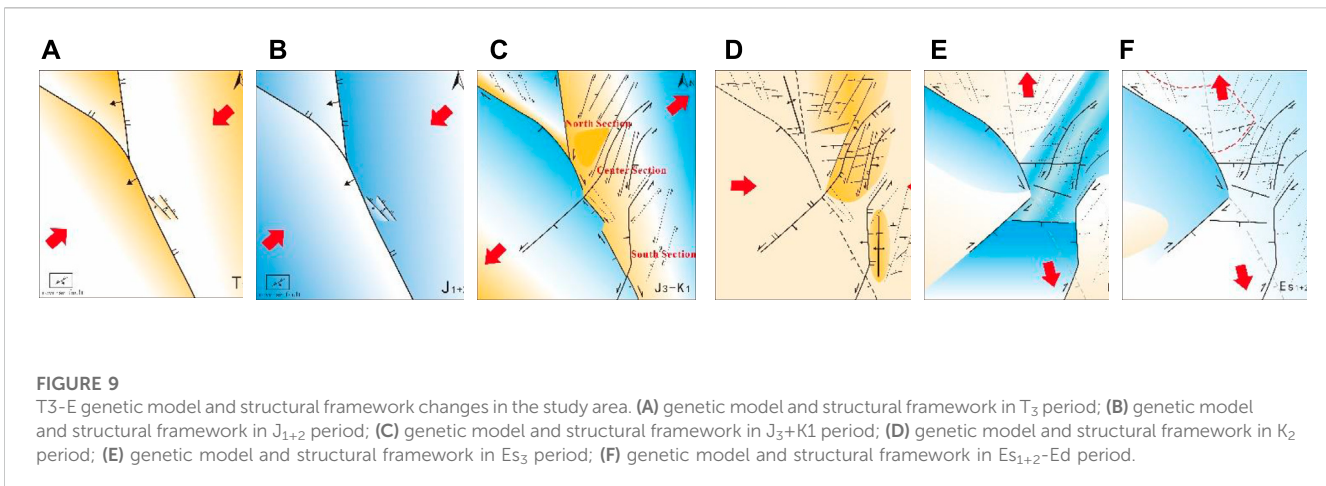 A B C D E F
North Section
Center Section
South Section
T
J1+2
J3-K1
Es1+2
FIGURE 9
T3-E genetic model and structural framework changes in the study area. (A) genetic model and structural framework in T3 period; (B) genetic model
and structural framework in J1+2 period; (C) genetic model and structural framework in J3+K1 period; (D) genetic model and structural framework in K2
period; (E) genetic model and structural framework in Es3 period; (F) genetic model and structural framework in Es1+2-Ed period.